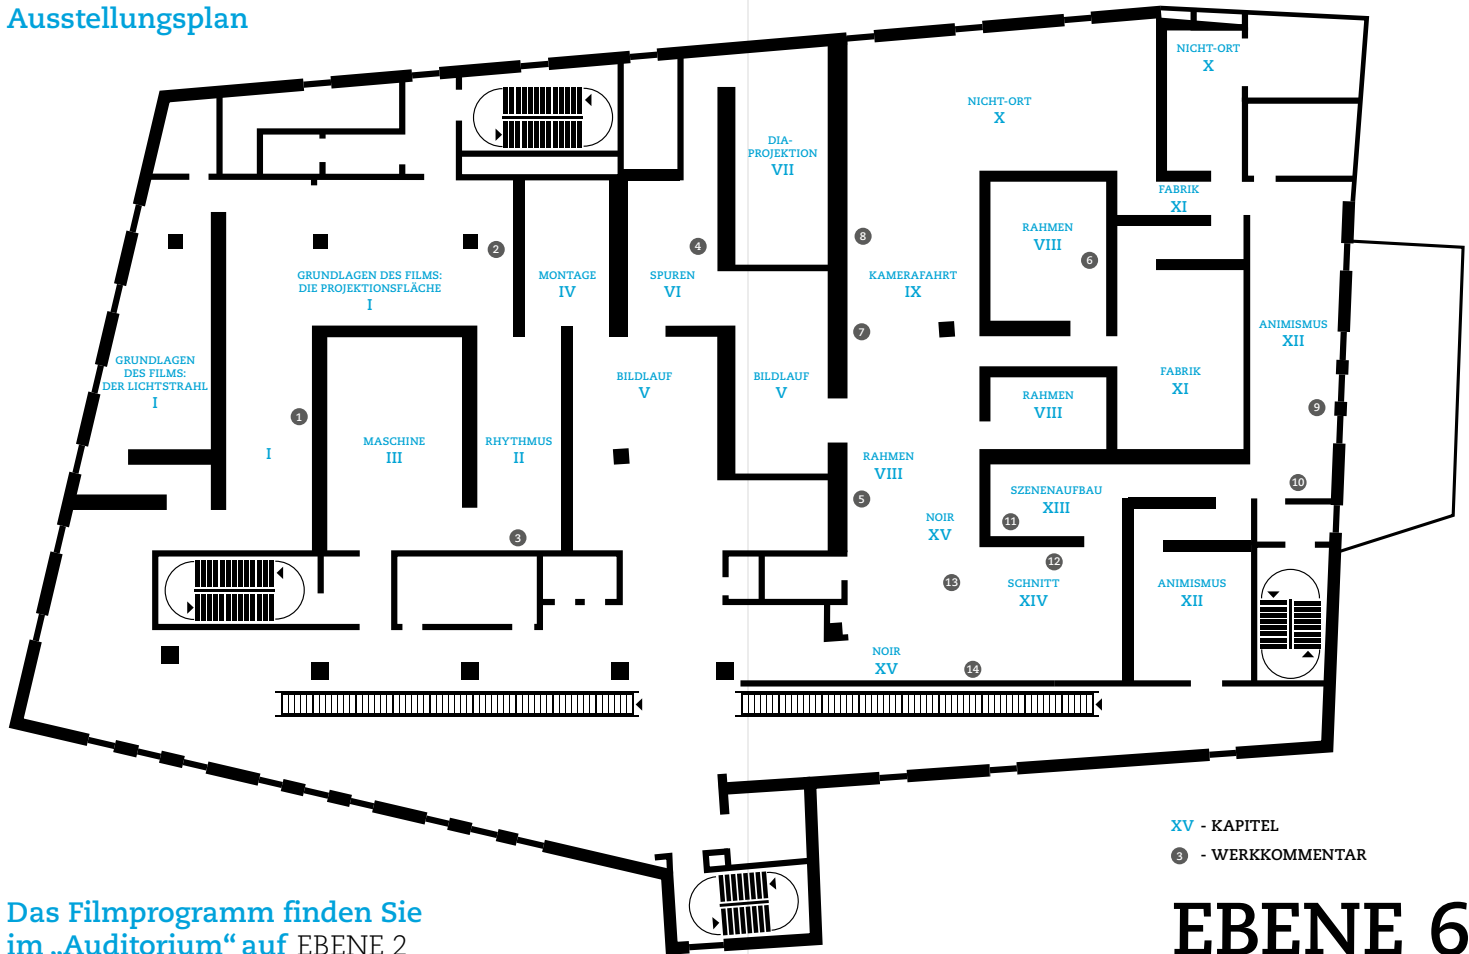 Ausstellungsplan
NICHT-ORT
X
NICHT-ORT
X
DIA-
PROJEKTION
VII
FABRIK
XI
RAHMEN
VIII
8
6
2
4
GRUNDLAGEN DES FILMS:
DIE PROJEKTIONSFLÄCHE
I
MONTAGE
IV
SPUREN
VI
KAMERAFAHRT
IX
7
ANIMISMUS
XII
GRUNDLAGEN
DES FILMS:
DER LICHTSTRAHL
I
BILDLAUF
V
BILDLAUF
V
RAHMEN
VIII
FABRIK
XI
9
1
I
MASCHINE
III
RHYTHMUS
II
RAHMEN
VIII
5
10
SZENENAUFBAU
XIII
11
NOIR
XV
3
12
13
SCHNITT
XIV
ANIMISMUS
XII
NOIR
XV
14
XV - KAPITEL
3 - WERKKOMMENTAR
Das Filmprogramm finden Sie
im „Auditorium“ auf EBENE 2
EBENE 6